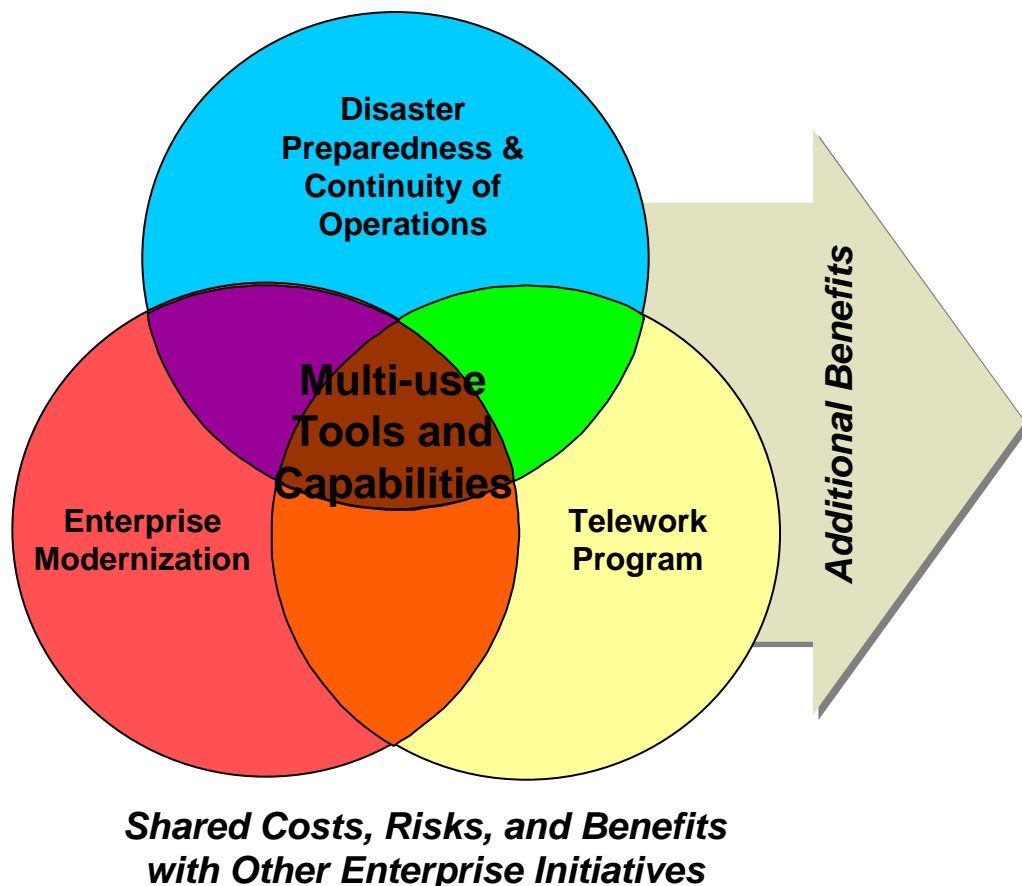 Disaster
Preparedness &
Continuity of
Operations
Additional Benefits
Multi-use
Tools and
Capabilities
Enterprise
Modernization
Telework
Program
Shared Costs, Risks, and Benefits
with Other Enterprise Initiatives